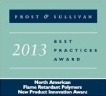 FROST & SULLIVAN
2013
BEST
PRACTICES
AWARD
North American
Flame Retardant Polymers
New Product Innovation Award